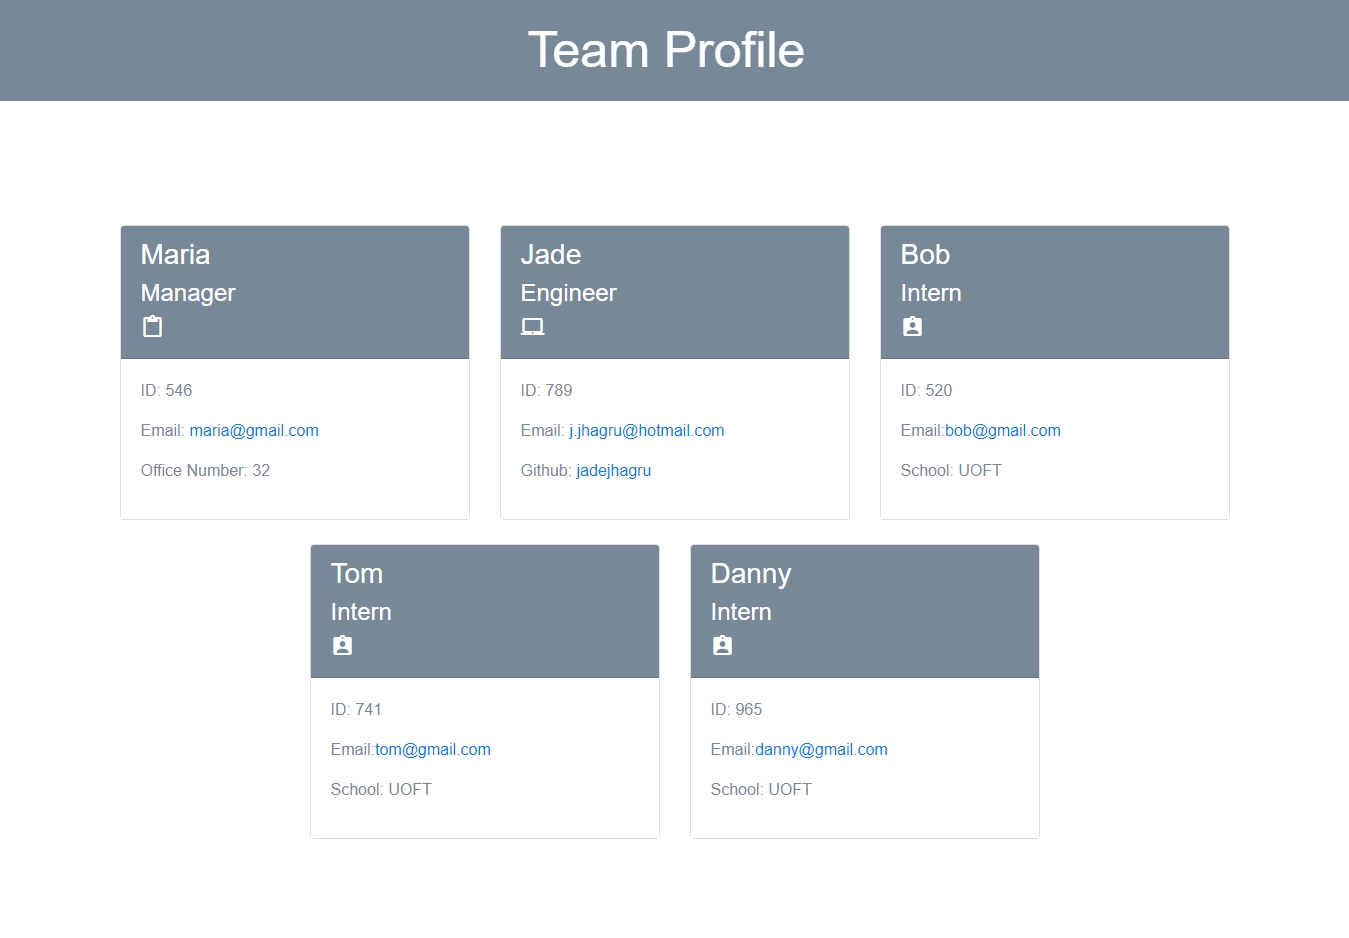 Team Profile
Maria
Manager
ID: 546
Email: maria@gmail.com
Office Number: 32
Jade
Engineer
ID: 789
Email: j.jhagru@hotmail.com
Github: jadejhagru
Bob
Intern
ID: 520
Email:bob@gmail.com
School: UOFT
Tom
Intern
ID: 741
Email:tom@gmail.com
School: UOFT
Danny
Intern
ID: 965
Email:danny@gmail.com
School: UOFT